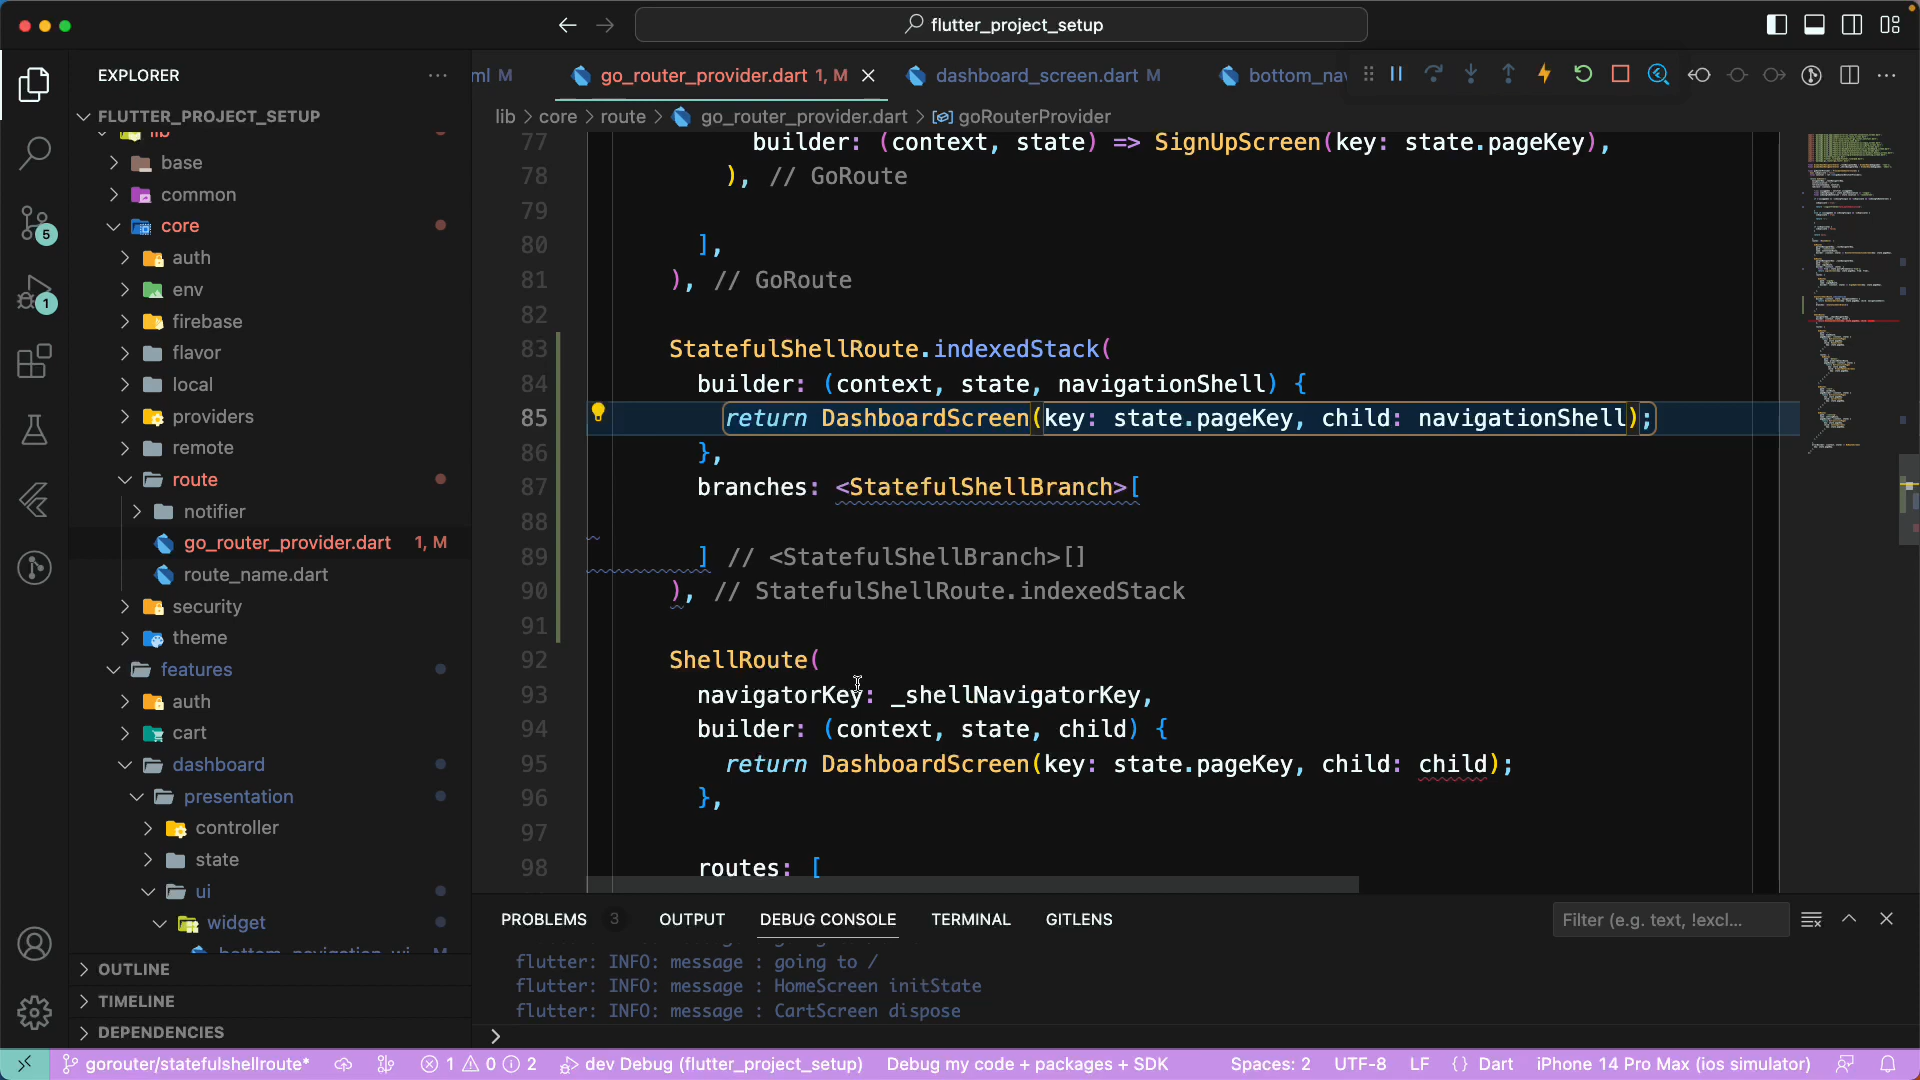 flutter_project_setup
EXPLORER
ml M
go_router_provider.dart 1, M
dashboard_screen.dart M
bottom_nav
lib > core > route > go_router_provider.dart > goRouterProvider
FLUTTER_PROJECT_SETUP
lib
base
common
core
auth
env
firebase
flavor
local
providers
remote
route
notifier
go_router_provider.dart 1, M
route_name.dart
security
theme
features
auth
cart
dashboard
presentation
controller
state
ui
widget
bottom_navigation_wi... M
OUTLINE
TIMELINE
DEPENDENCIES
5
1
77 builder: (context, state) => SignUpScreen(key: state.pageKey),
78 ), // GoRoute
79
80 ],
81 ), // GoRoute
82
83 StatefulShellRoute.indexedStack(
84 builder: (context, state, navigationShell) {
85 return DashboardScreen(key: state.pageKey, child: navigationShell);
86 },
87 branches: <StatefulShellBranch>[
88
89 ] // <StatefulShellBranch>[]
90 ), // StatefulShellRoute.indexedStack
91
92 ShellRoute(
93 navigatorKey: _shellNavigatorKey,
94 builder: (context, state, child) {
95 return DashboardScreen(key: state.pageKey, child: child);
96 },
97
98 routes: [
PROBLEMS 3 OUTPUT DEBUG CONSOLE TERMINAL GITLENS
Filter (e.g. text, !excl...
flutter: INFO: message : going to /
flutter: INFO: message : HomeScreen initState
flutter: INFO: message : CartScreen dispose
>
gorouter/statefulshellroute* 1 0 2 dev Debug (flutter_project_setup) Debug my code + packages + SDK Spaces: 2 UTF-8 LF {} Dart iPhone 14 Pro Max (ios simulator)